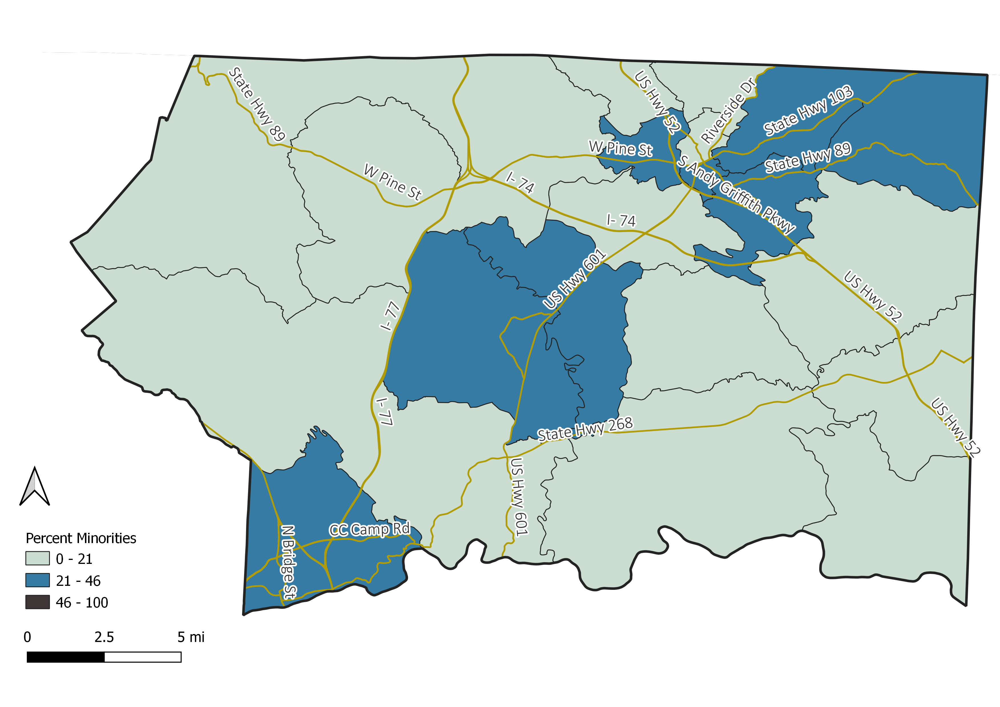 State Hwy 89
US Hwy 52
Riverside Dr
State Hwy 103
W Pine St
State Hwy 89
W Pine St
I- 74
S Andy Griffith Pkwy
I- 74
US Hwy 601
US Hwy 52
I- 77
I- 77
State Hwy 268
US Hwy 52
US Hwy 601
CC Camp Rd
N Bridge St
Percent Minorities
0 - 21
21 - 46
46 - 100
0 2.5 5 mi